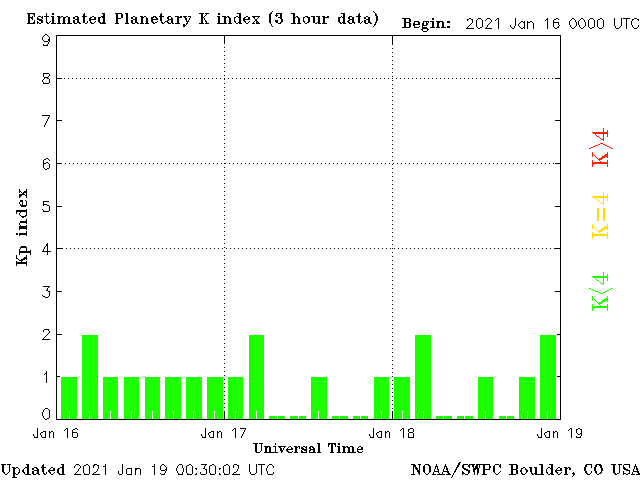 Estimated Planetary K index (3 hour data) Begin: 2021 Jan 16 0000 UTC
9
8
7
6
5
4
3
2
1
0
Kp index
K>4
K=4
K<4
Jan 16 Jan 17 Jan 18 Jan 19
Universal Time
Updated 2021 Jan 19 00:30:02 UTC NOAA/SWPC Boulder, CO USA